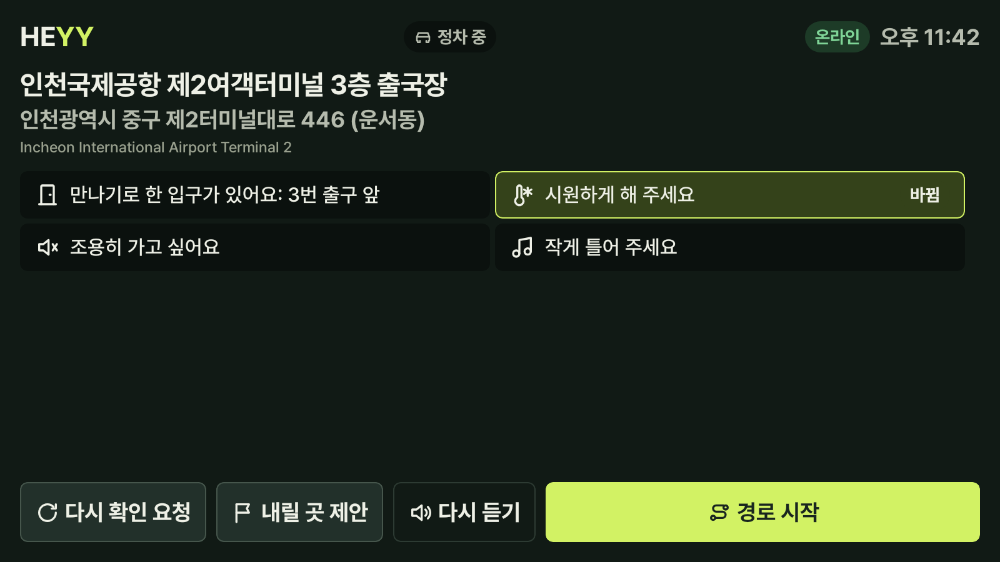 HEYY
정차 중
온라인 오후 11:42
인천국제공항 제2여객터미널 3층 출국장
인천광역시 중구 제2터미널대로 446 (운서동)
Incheon International Airport Terminal 2
만나기로 한 입구가 있어요: 3번 출구 앞
시원하게 해 주세요 바뀜
조용히 가고 싶어요
작게 틀어 주세요
다시 확인 요청
내릴 곳 제안
다시 듣기
경로 시작